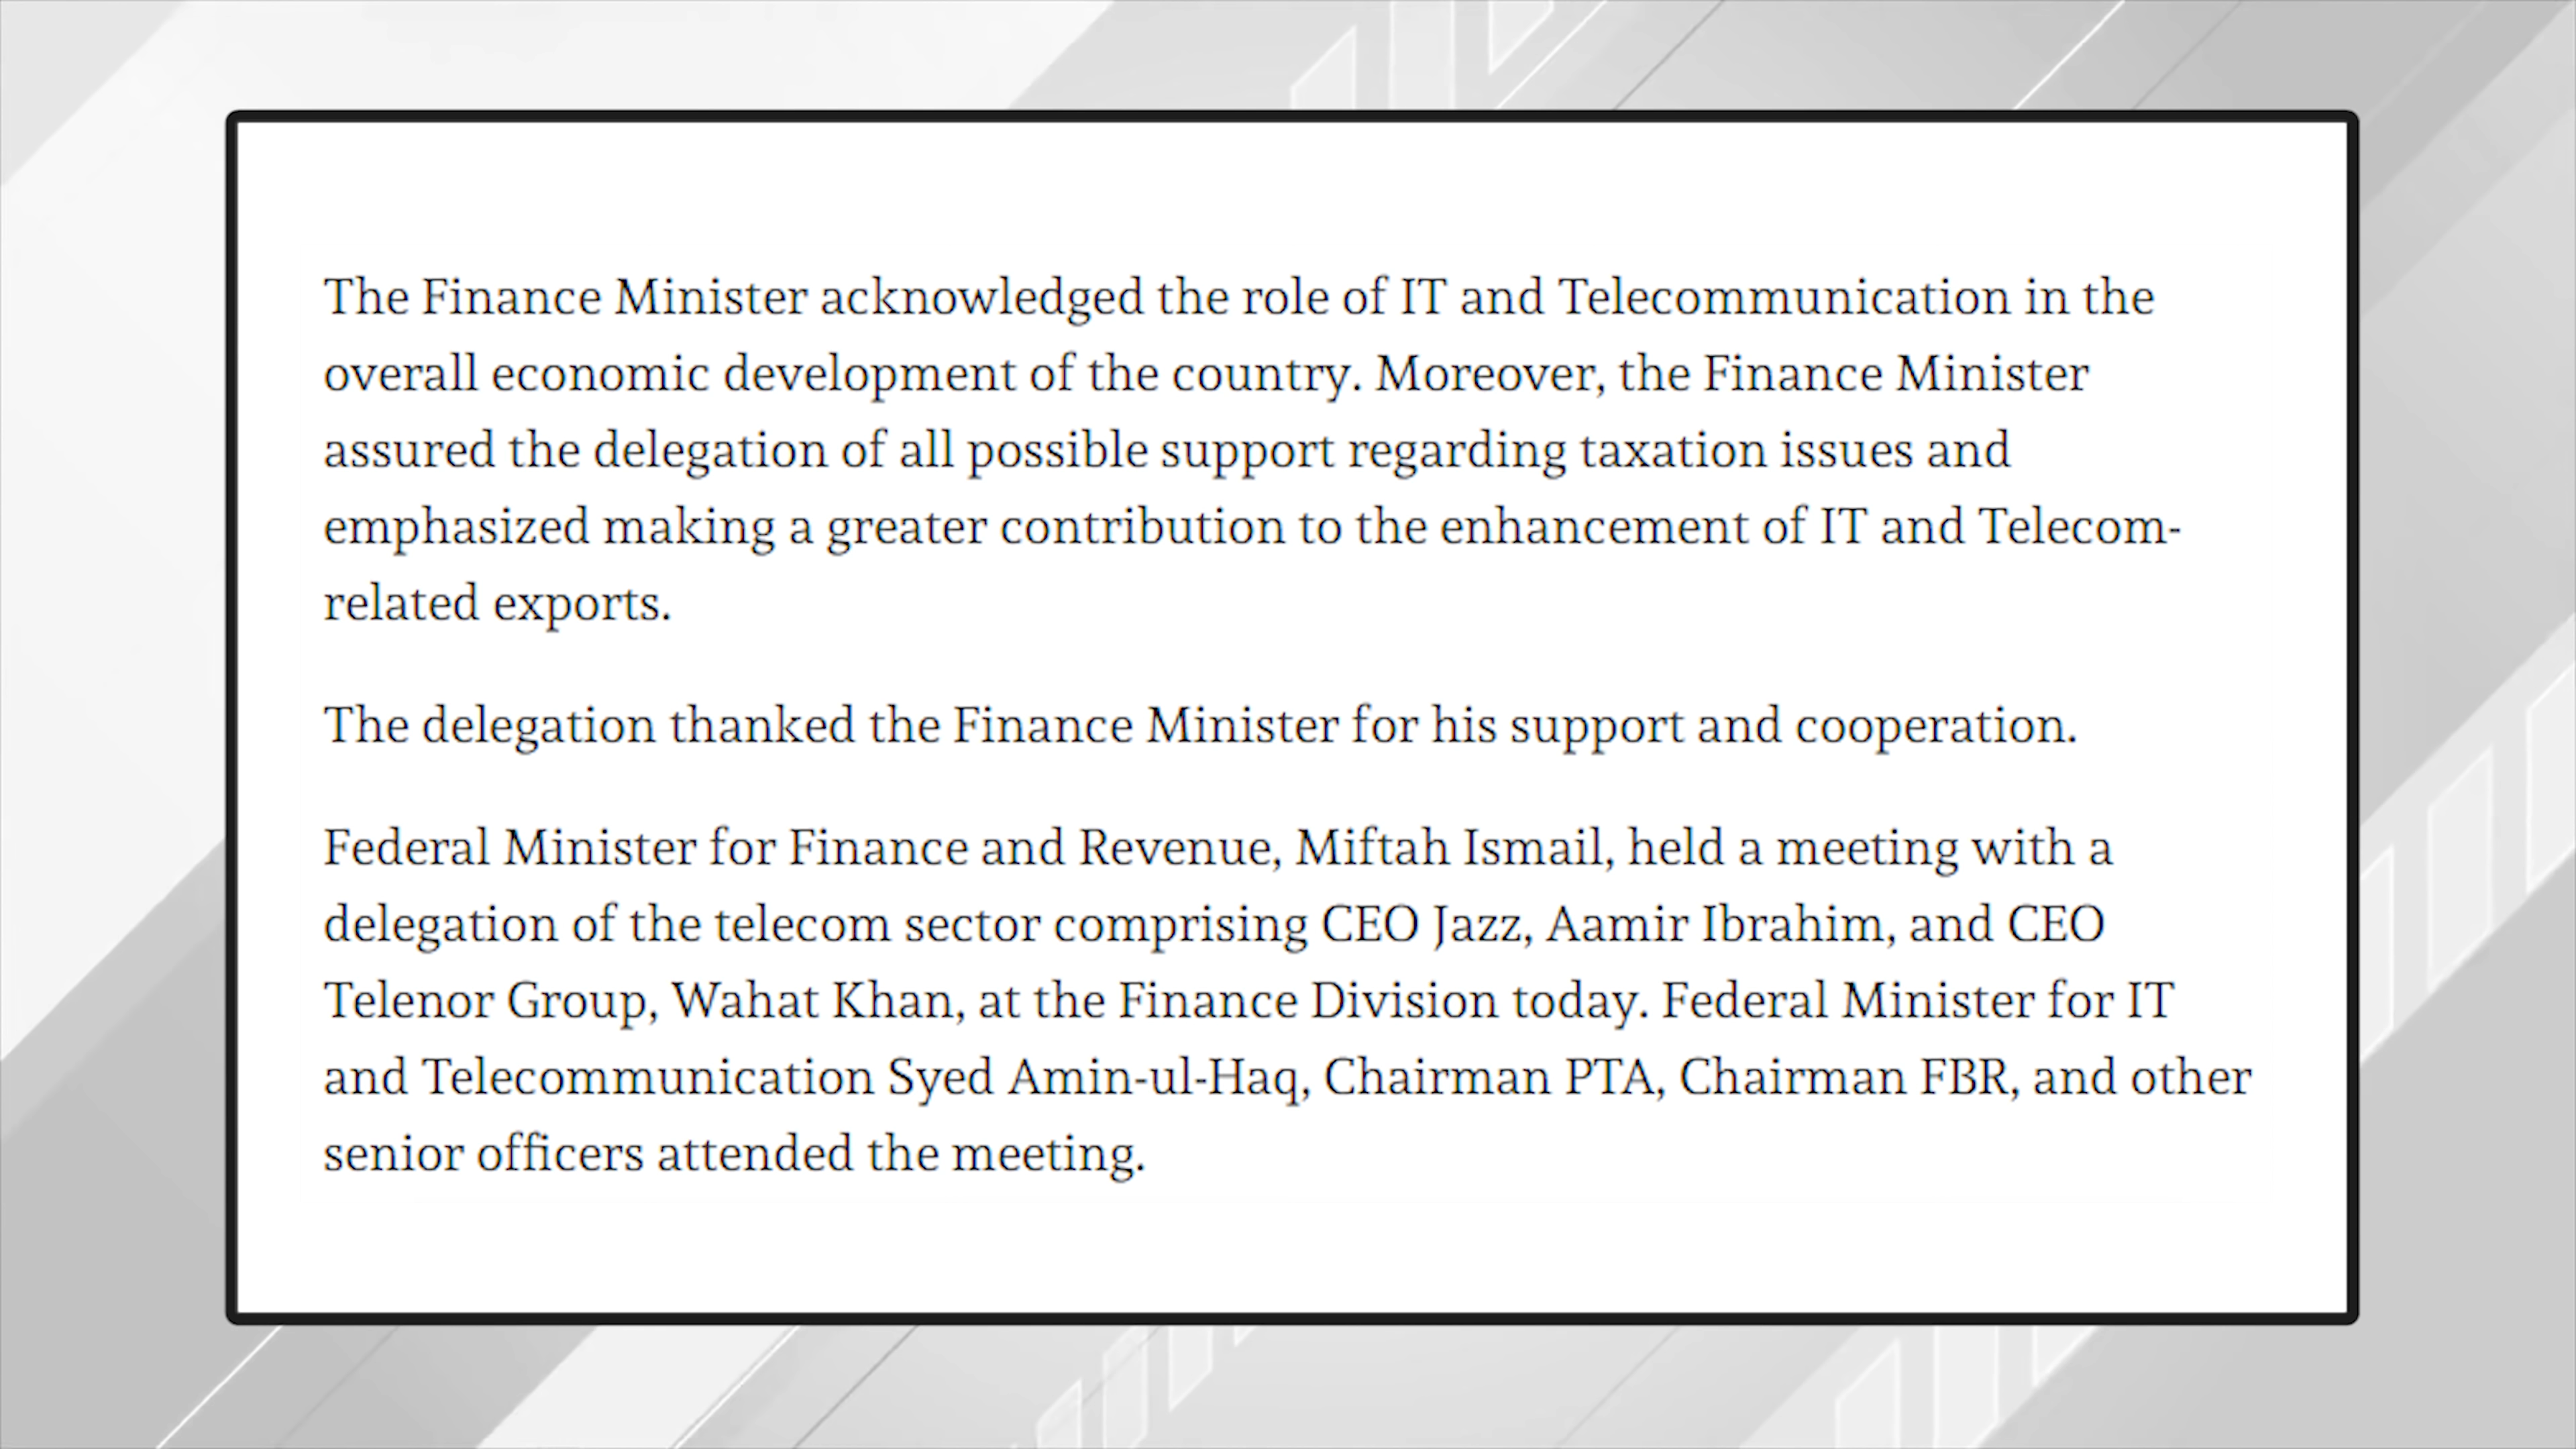 The Finance Minister acknowledged the role of IT and Telecommunication in the
overall economic development of the country. Moreover, the Finance Minister
assured the delegation of all possible support regarding taxation issues and
emphasized making a greater contribution to the enhancement of IT and Telecom-
related exports.
The delegation thanked the Finance Minister for his support and cooperation.
Federal Minister for Finance and Revenue, Miftah Ismail, held a meeting with a
delegation of the telecom sector comprising CEO Jazz, Aamir Ibrahim, and CEO
Telenor Group, Wahat Khan, at the Finance Division today. Federal Minister for IT
and Telecommunication Syed Amin-ul-Haq, Chairman PTA, Chairman FBR, and other
senior officers attended the meeting.